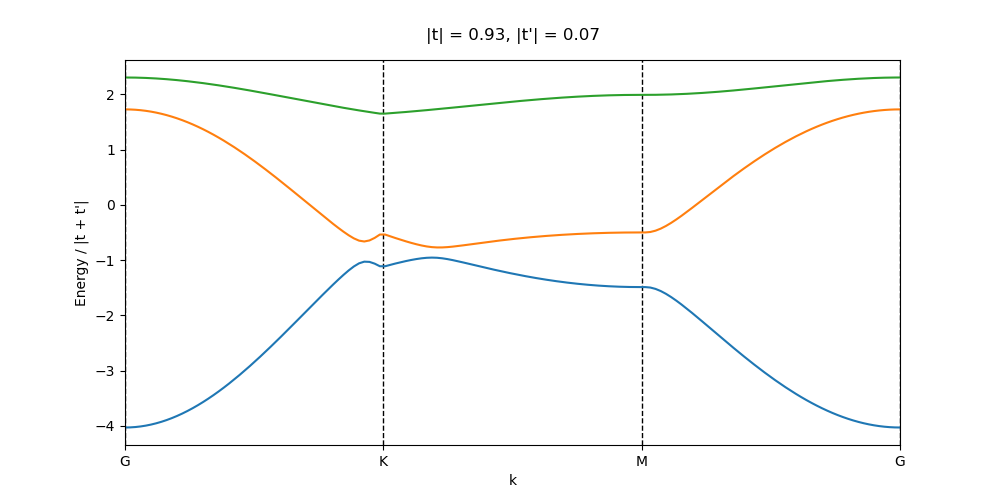 |t| = 0.93, |t'| = 0.07
Energy / |t + t'|
2
1
0
−1
−2
−3
−4
G
K
M
G
k